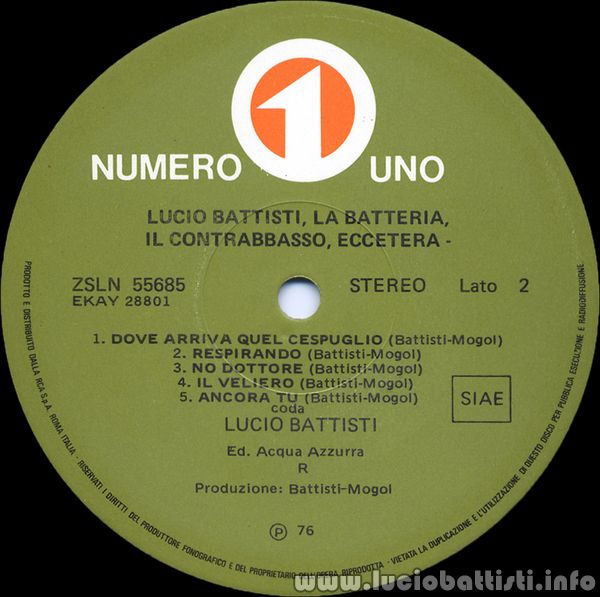 1
NUMERO UNO
LUCIO BATTISTI, LA BATTERIA,
IL CONTRABBASSO, ECCETERA -
ZSLN 55685 STEREO Lato 2
EKAY 28801
1. DOVE ARRIVA QUEL CESPUGLIO (Battisti-Mogol)
2. RESPIRANDO (Battisti-Mogol)
3. NO DOTTORE (Battisti-Mogol)
4. IL VELIERO (Battisti-Mogol)
5. ANCORA TU (Battisti-Mogol)
coda
SIAE
LUCIO BATTISTI
Ed. Acqua Azzurra
R
Produzione: Battisti-Mogol
Ⓟ 76
PRODOTTO E DISTRIBUITO DALLA RCA S.p.A. ROMA ITALIA - RISERVATI I DIRITTI DEL PRODUTTORE FONOGRAFICO E DEL PROPRIETARIO DELL'OPERA RIPRODOTTA - VIETATA LA DUPLICAZIONE E L'UTILIZZAZIONE DI QUESTO DISCO PER PUBBLICA ESECUZIONE E RADIODIFFUSIONE
www.luciobattisti.info